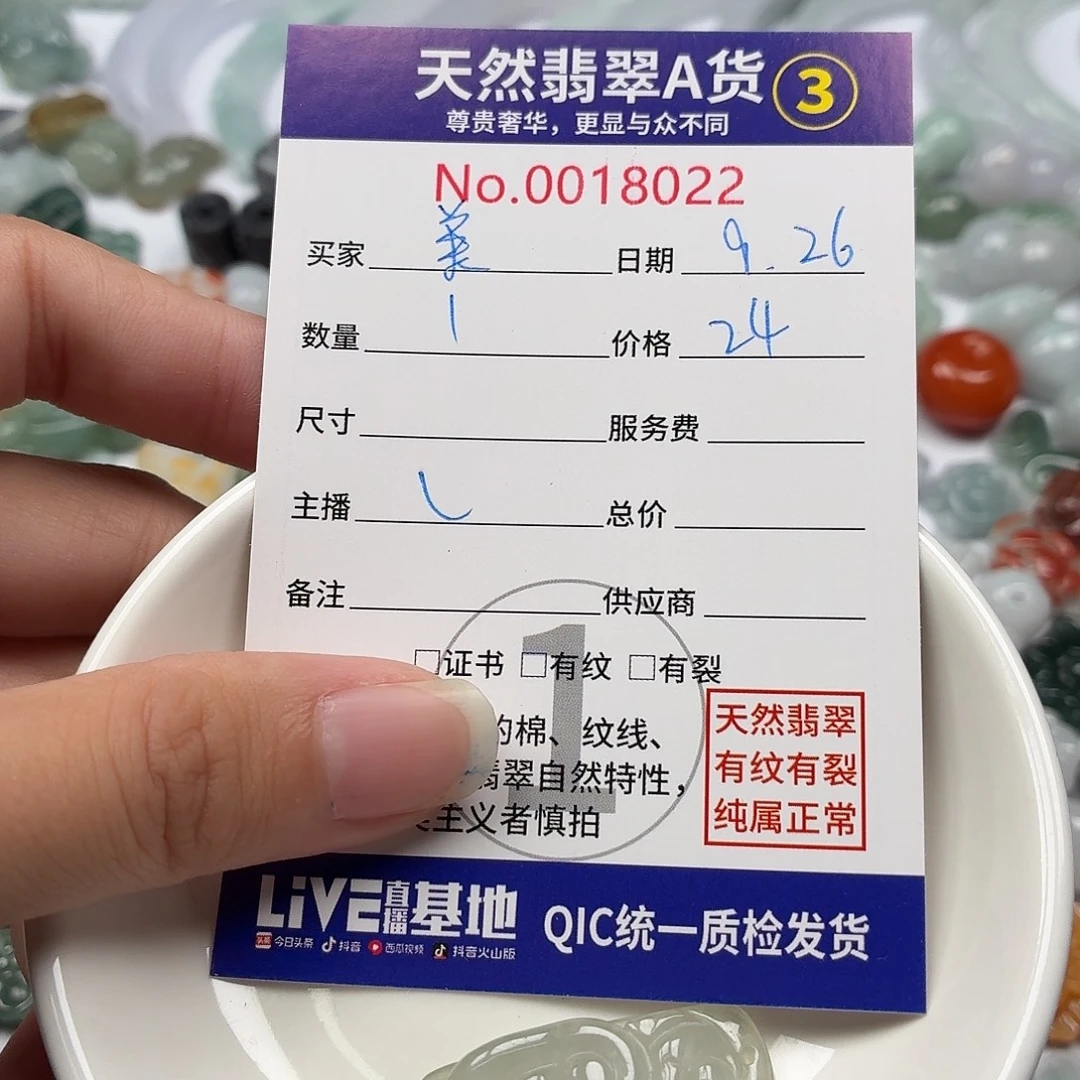 天然翡翠A货 3
尊贵奢华，更显与众不同
No.0018022
买家 美 日期 9.26
数量 1 价格 24
尺寸 服务费
主播 总价
备注 供应商
□证书 □有纹 □有裂
1
的棉、纹线、
翡翠自然特性，
主义者慎拍
天然翡翠
有纹有裂
纯属正常
LiVE直播基地 QIC统一质检发货
头条 今日头条 抖音 西瓜视频 抖音火山版